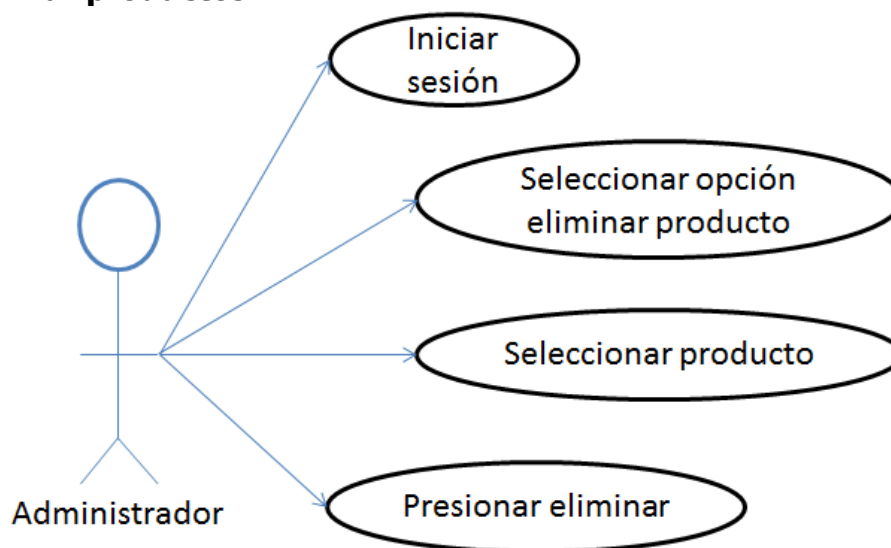 Iniciar
sesión
Seleccionar opción
eliminar producto
Seleccionar producto
Presionar eliminar
Administrador